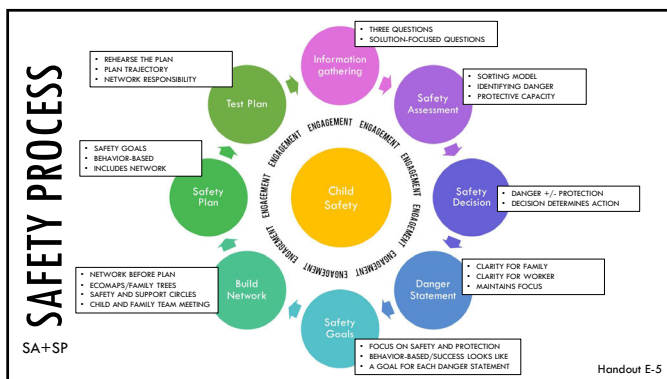 SAFETY PROCESS
SA+SP
Information
gathering
• THREE QUESTIONS
• SOLUTION-FOCUSED QUESTIONS
Safety
Assessment
• SORTING MODEL
• IDENTIFYING DANGER
• PROTECTIVE CAPACITY
Safety
Decision
• DANGER +/- PROTECTION
• DECISION DETERMINES ACTION
Danger
Statement
• CLARITY FOR FAMILY
• CLARITY FOR WORKER
• MAINTAINS FOCUS
Safety
Goals
• FOCUS ON SAFETY AND PROTECTION
• BEHAVIOR-BASED/SUCCESS LOOKS LIKE
• A GOAL FOR EACH DANGER STATEMENT
Build
Network
• NETWORK BEFORE PLAN
• ECOMAPS/FAMILY TREES
• SAFETY AND SUPPORT CIRCLES
• CHILD AND FAMILY TEAM MEETING
Safety
Plan
• SAFETY GOALS
• BEHAVIOR-BASED
• INCLUDES NETWORK
Test Plan
• REHEARSE THE PLAN
• PLAN TRAJECTORY
• NETWORK RESPONSIBILITY
Child
Safety
ENGAGEMENT ENGAGEMENT ENGAGEMENT ENGAGEMENT ENGAGEMENT ENGAGEMENT ENGAGEMENT ENGAGEMENT
Handout E-5